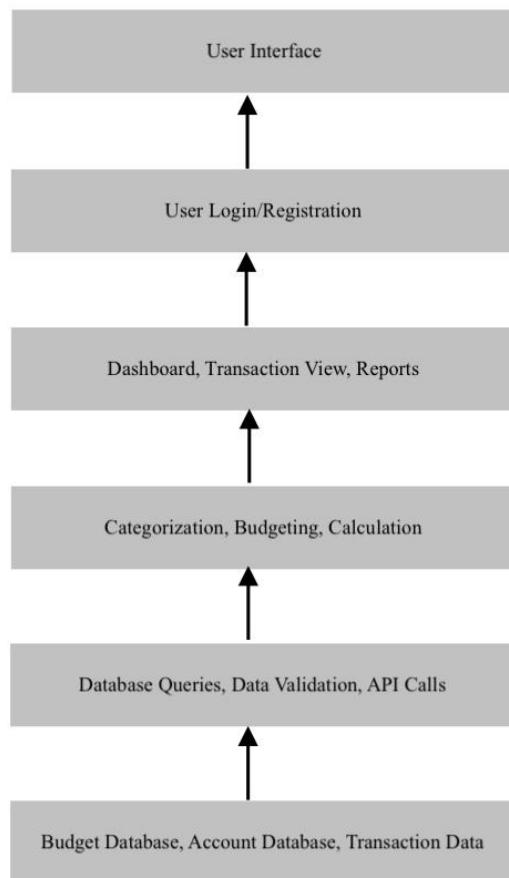 User Interface
User Login/Registration
Dashboard, Transaction View, Reports
Categorization, Budgeting, Calculation
Database Queries, Data Validation, API Calls
Budget Database, Account Database, Transaction Data